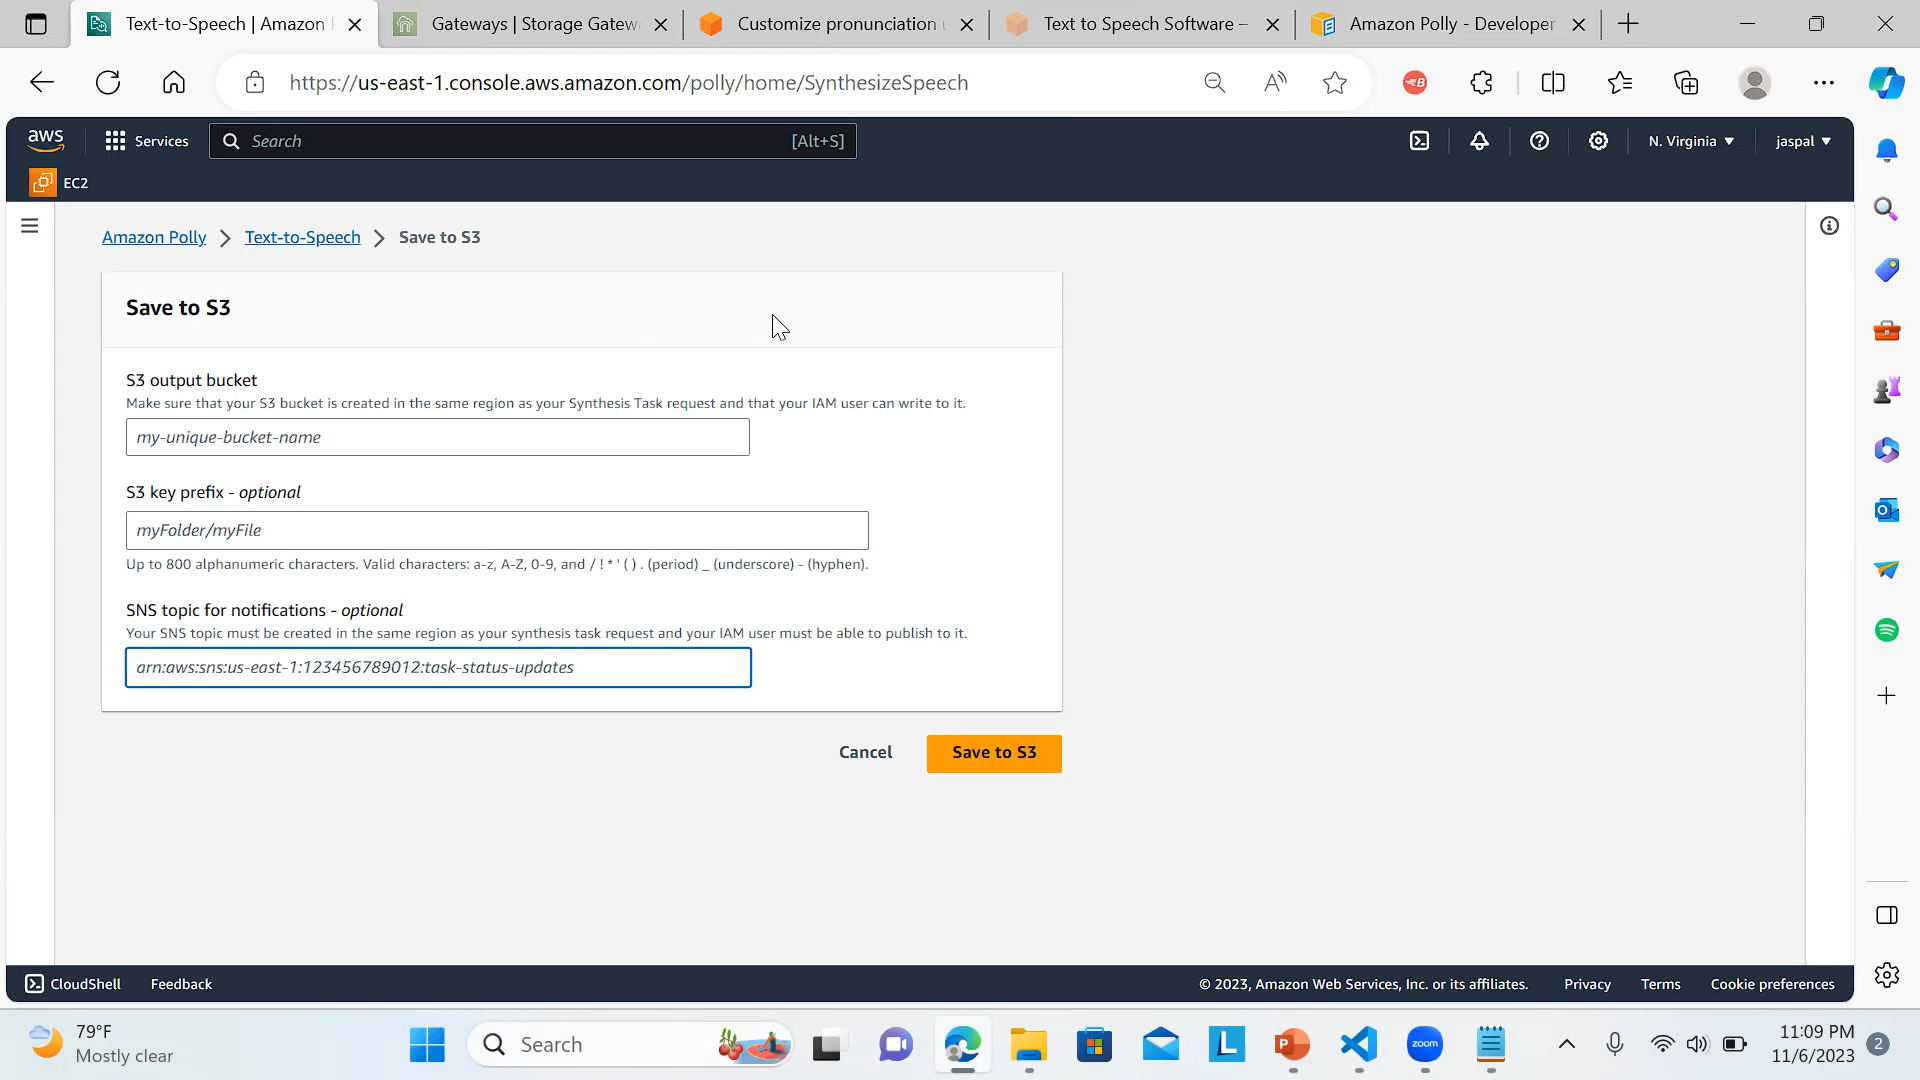 Text-to-Speech | Amazon
Gateways | Storage Gatew
Customize pronunciation
Text to Speech Software –
Amazon Polly - Developer
https://us-east-1.console.aws.amazon.com/polly/home/SynthesizeSpeech
aws
Services
Search
[Alt+S]
N. Virginia
jaspal
EC2
Amazon Polly
Text-to-Speech
Save to S3
Save to S3
S3 output bucket
Make sure that your S3 bucket is created in the same region as your Synthesis Task request and that your IAM user can write to it.
my-unique-bucket-name
S3 key prefix - optional
myFolder/myFile
Up to 800 alphanumeric characters. Valid characters: a-z, A-Z, 0-9, and / ! * ' ( ) . (period) _ (underscore) - (hyphen).
SNS topic for notifications - optional
Your SNS topic must be created in the same region as your synthesis task request and your IAM user must be able to publish to it.
arn:aws:sns:us-east-1:123456789012:task-status-updates
Cancel
Save to S3
CloudShell
Feedback
© 2023, Amazon Web Services, Inc. or its affiliates.
Privacy
Terms
Cookie preferences
79°F
Mostly clear
Search
L
zoom
11:09 PM
11/6/2023
2